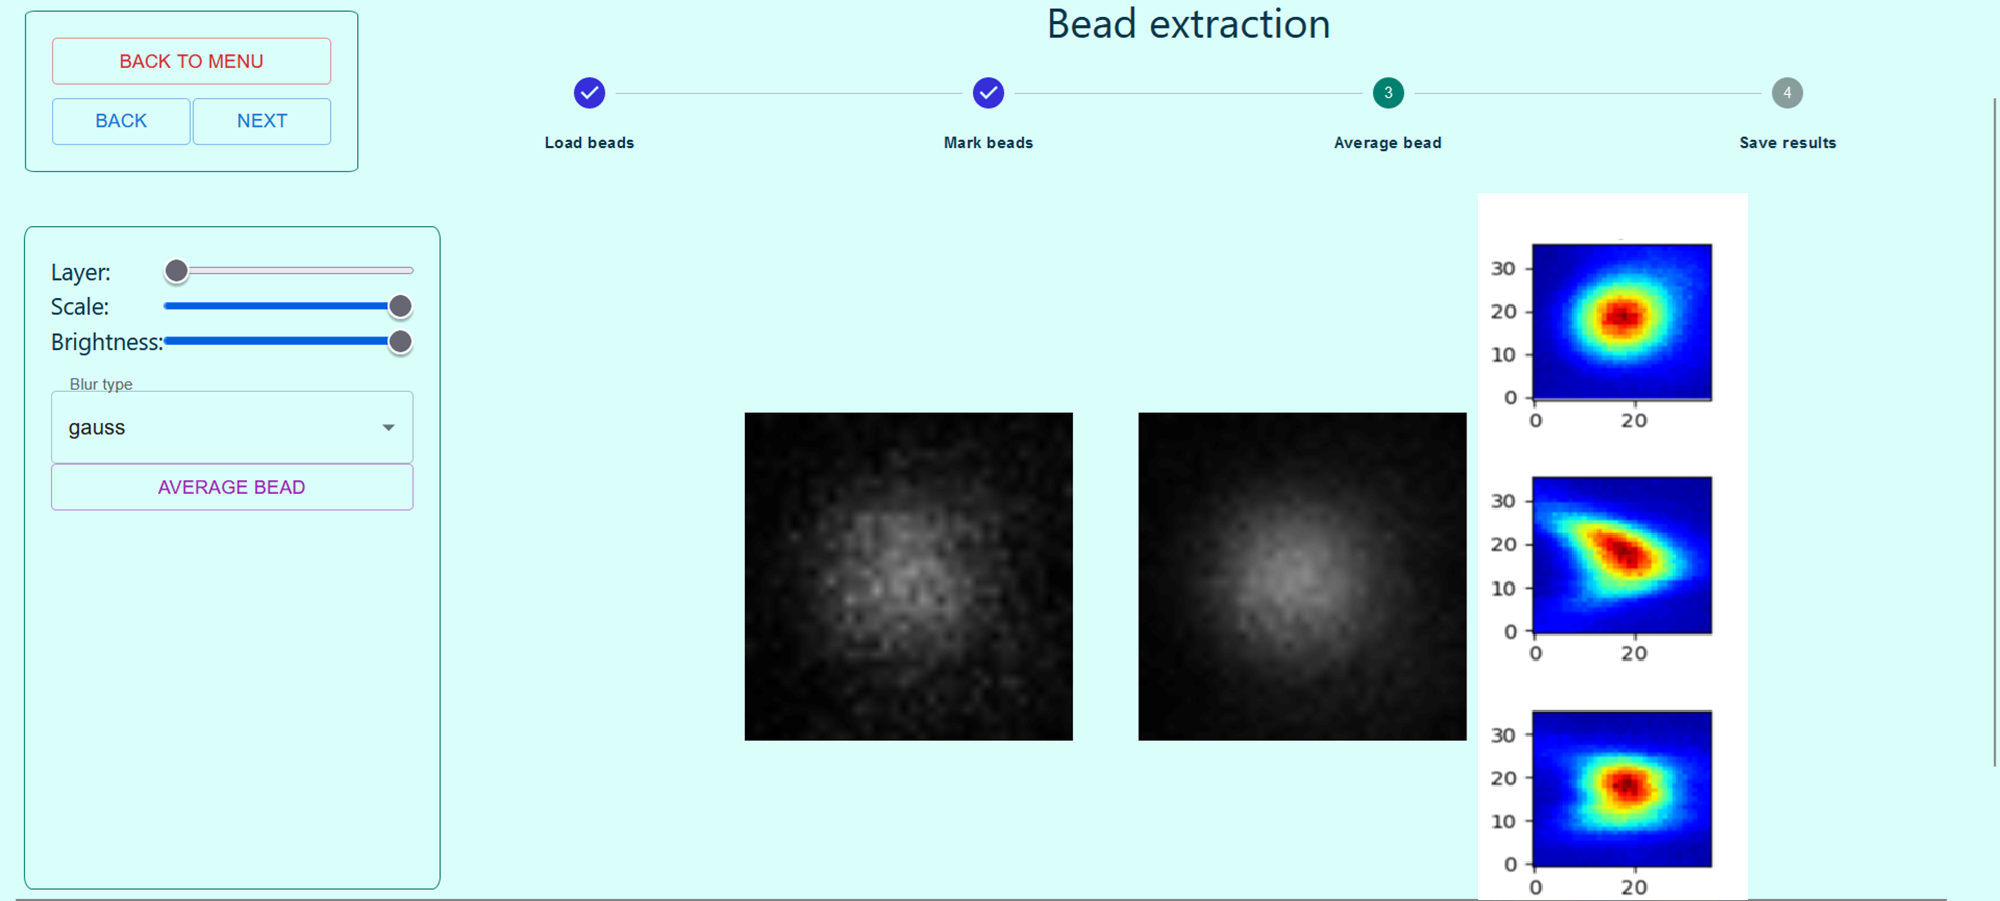 Bead extraction
BACK TO MENU
BACK
NEXT
3
4
Load beads
Mark beads
Average bead
Save results
Layer:
Scale:
Brightness:
Blur type
gauss
AVERAGE BEAD
30
20
10
0
0
20
30
20
10
0
0
20
30
20
10
0
0
20